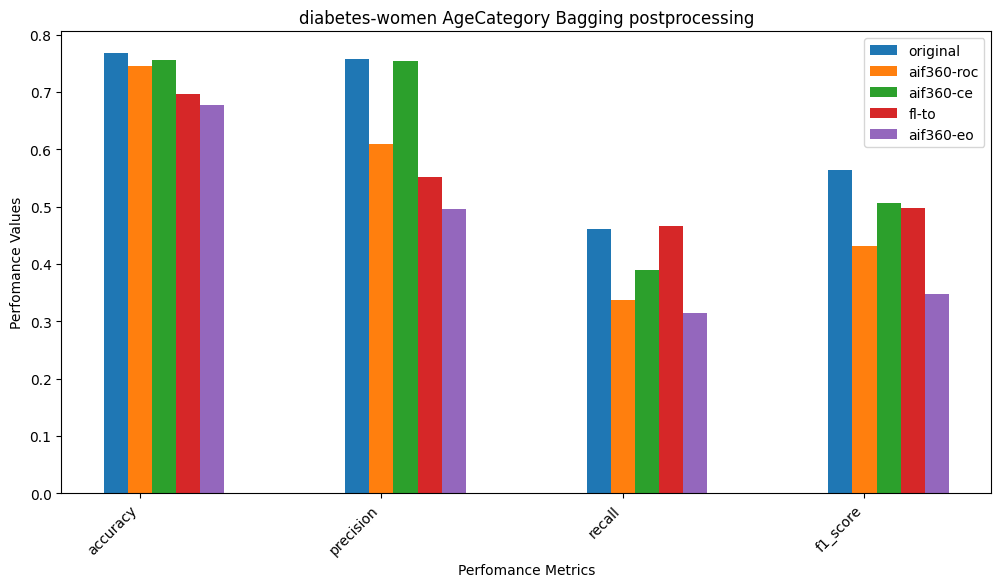 diabetes-women AgeCategory Bagging postprocessing
original
aif360-roc
aif360-ce
fl-to
aif360-eo
Perfomance Values
0.8
0.7
0.6
0.5
0.4
0.3
0.2
0.1
0.0
accuracy
precision
recall
f1_score
Perfomance Metrics